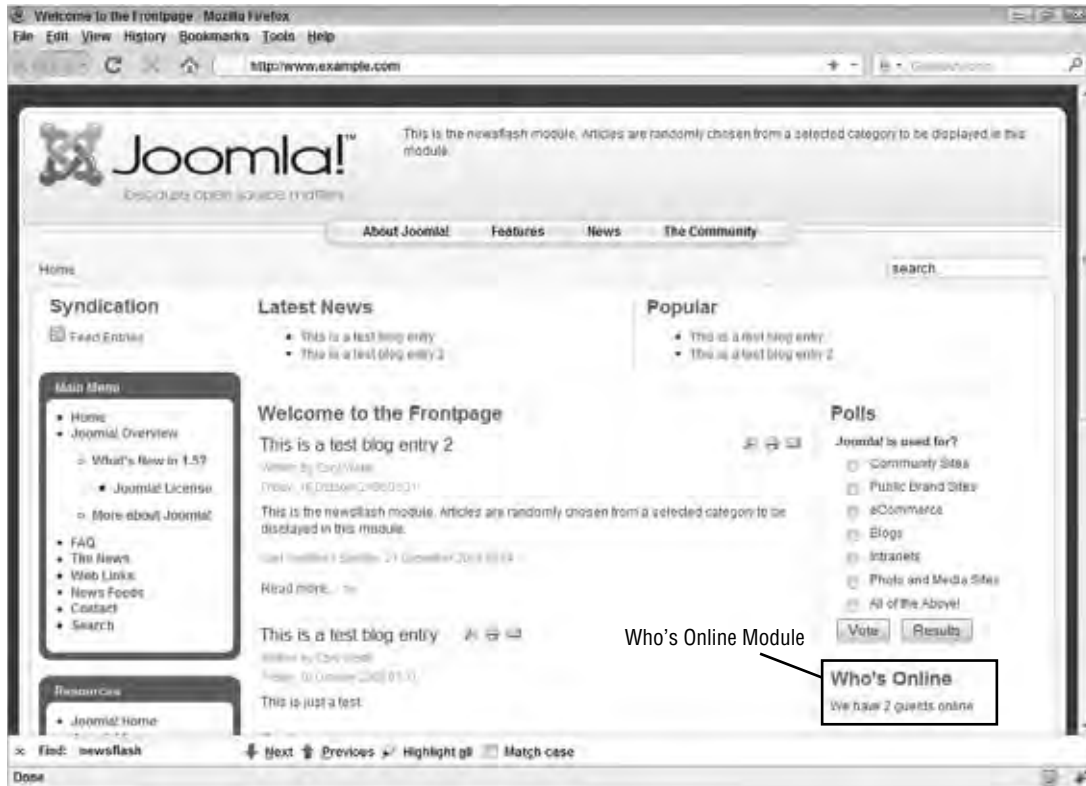 Welcome to the Frontpage - Mozilla Firefox
File Edit View History Bookmarks Tools Help
http://www.example.com
Joomla!™
because open source matters
This is the newsflash module. Articles are randomly chosen from a selected category to be displayed in this
module.
About Joomla! Features News The Community
Home
search
Syndication
Feed Entries
Latest News
• This is a test blog entry
• This is a test blog entry 2
Popular
• This is a test blog entry
• This is a test blog entry 2
Main Menu
• Home
• Joomla! Overview
What's New in 1.5?
• Joomla! License
More about Joomla!
• FAQ
• The News
• Web Links
• News Feeds
• Contact
• Search
Resources
• Joomla! Home
Welcome to the Frontpage
This is a test blog entry 2
This is the newsflash module. Articles are randomly chosen from a selected category to be
displayed in this module.
Read more...
This is a test blog entry
This is just a test
Polls
Joomla! is used for?
Community Sites
Public Brand Sites
eCommerce
Blogs
Intranets
Photo and Media Sites
All of the Above!
Vote Results
Who's Online Module
Who's Online
We have 2 guests online
× Find: newsflash Next Previous Highlight all Match case
Done